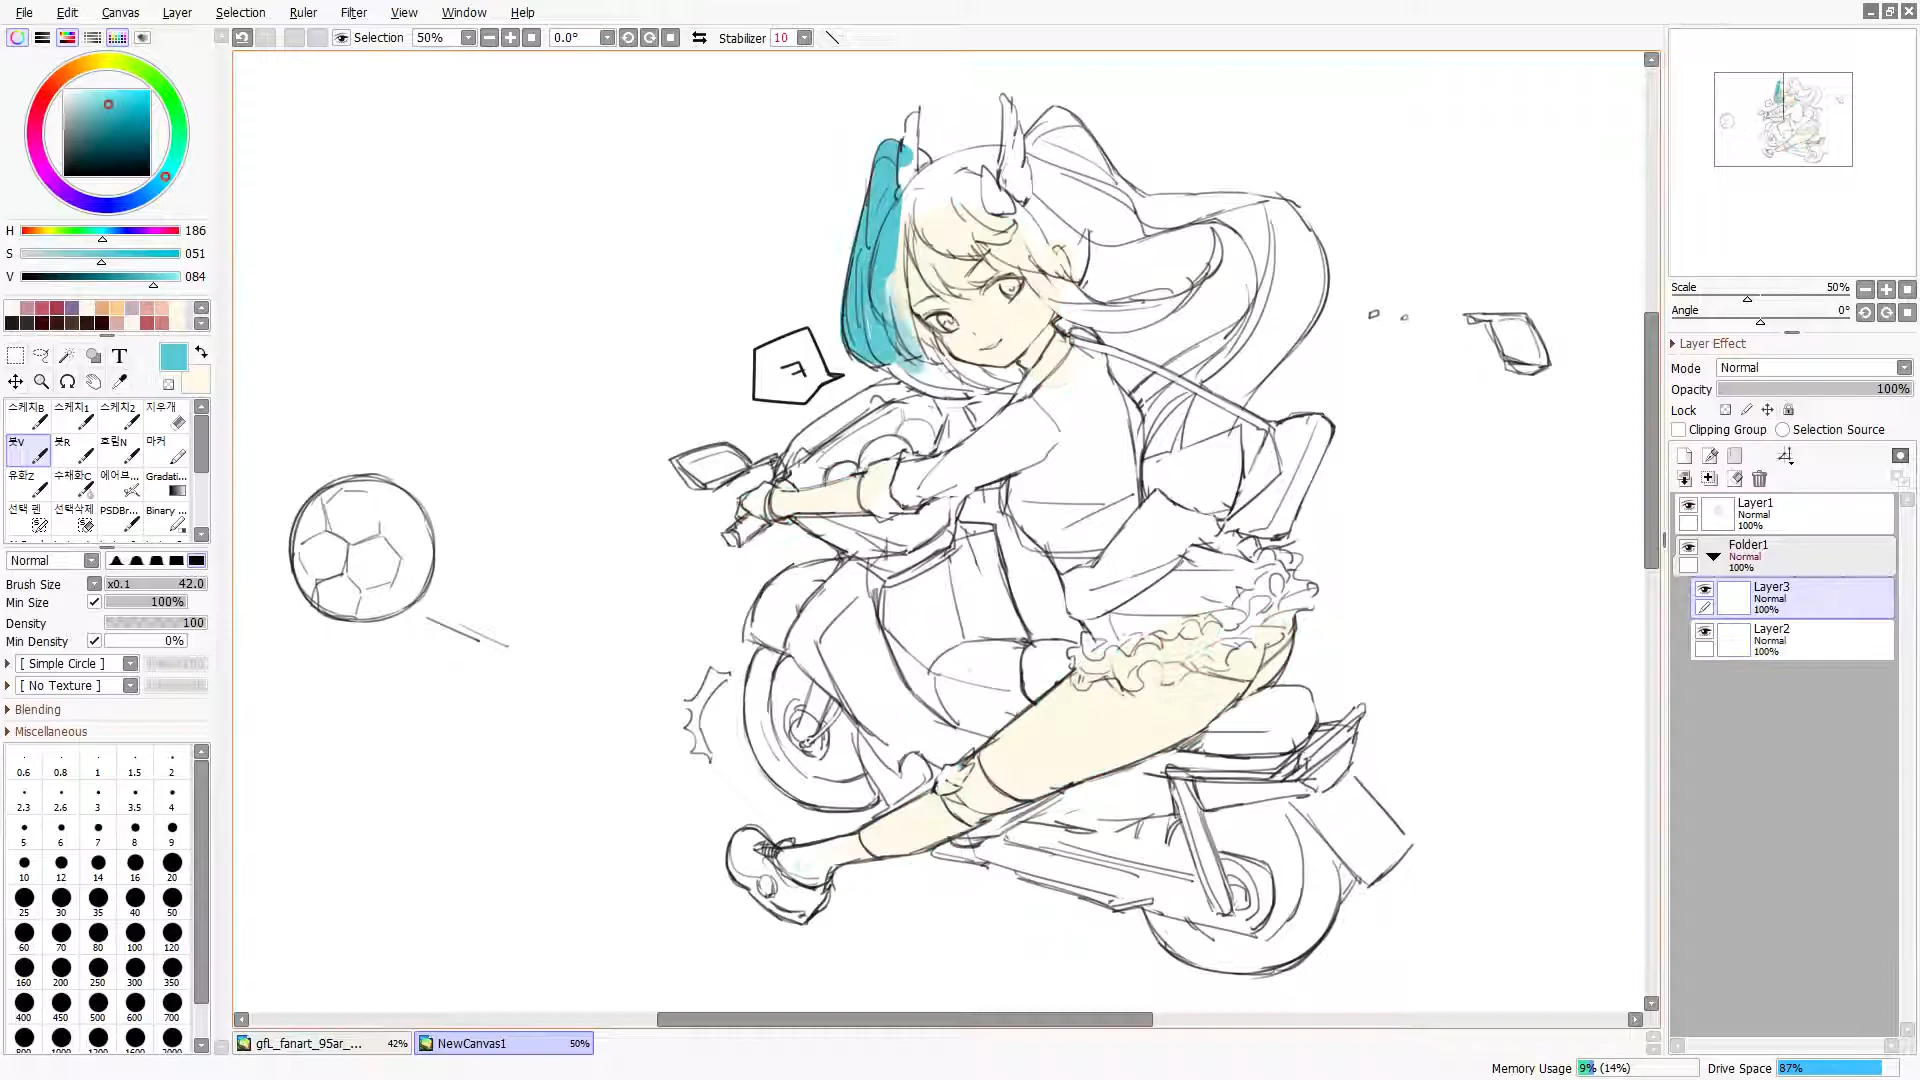 File Edit Canvas Layer Selection Ruler Filter View Window Help
Selection 50% 0.0° Stabilizer 10
H 186
S 051
V 084
T
스케치B 스케치1 스케치2 지우개
붓V 붓R 흐림N 마커
유화Z 수채화C 에어브... Gradati...
선택 펜 선택삭제 PSDBr... Binary ...
Normal
Brush Size x0.1 42.0
Min Size 100%
Density 100
Min Density 0%
[ Simple Circle ]
[ No Texture ]
Blending
Miscellaneous
0.6 0.8 1 1.5 2
2.3 2.6 3 3.5 4
5 6 7 8 9
10 12 14 16 20
25 30 35 40 50
60 70 80 100 120
160 200 250 300 350
400 450 500 600 700
800 1000 1200 1600 2000
ㅋ
gfL_fanart_95ar_... 42% NewCanvas1 50%
Scale 50%
Angle 0°
Layer Effect
Mode Normal
Opacity 100%
Lock
Clipping Group Selection Source
Layer1
Normal
100%
Folder1
Normal
100%
Layer3
Normal
100%
Layer2
Normal
100%
Memory Usage 9% (14%) Drive Space 87%